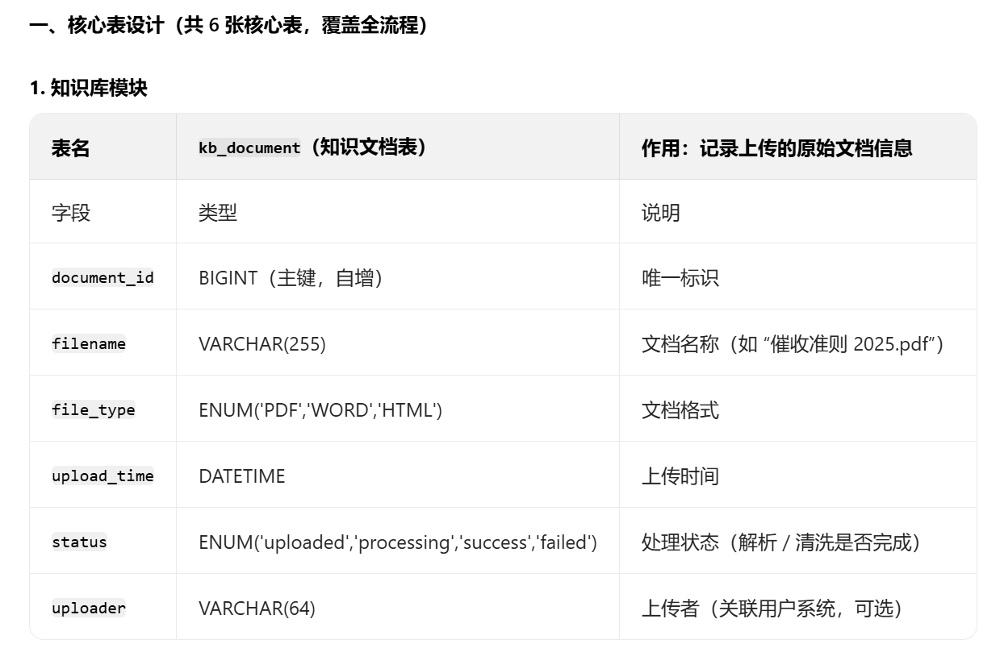 一、核心表设计（共 6 张核心表，覆盖全流程）
1. 知识库模块
表名 kb_document（知识文档表） 作用：记录上传的原始文档信息
字段 类型 说明
document_id BIGINT（主键，自增） 唯一标识
filename VARCHAR(255) 文档名称（如 “催收准则 2025.pdf”）
file_type ENUM('PDF','WORD','HTML') 文档格式
upload_time DATETIME 上传时间
status ENUM('uploaded','processing','success','failed') 处理状态（解析 / 清洗是否完成）
uploader VARCHAR(64) 上传者（关联用户系统，可选）